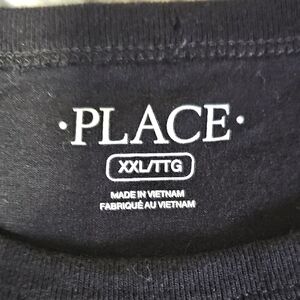 ·PLACE·
XXL/TTG
MADE IN VIETNAM
FABRIQUÉ AU VIETNAM